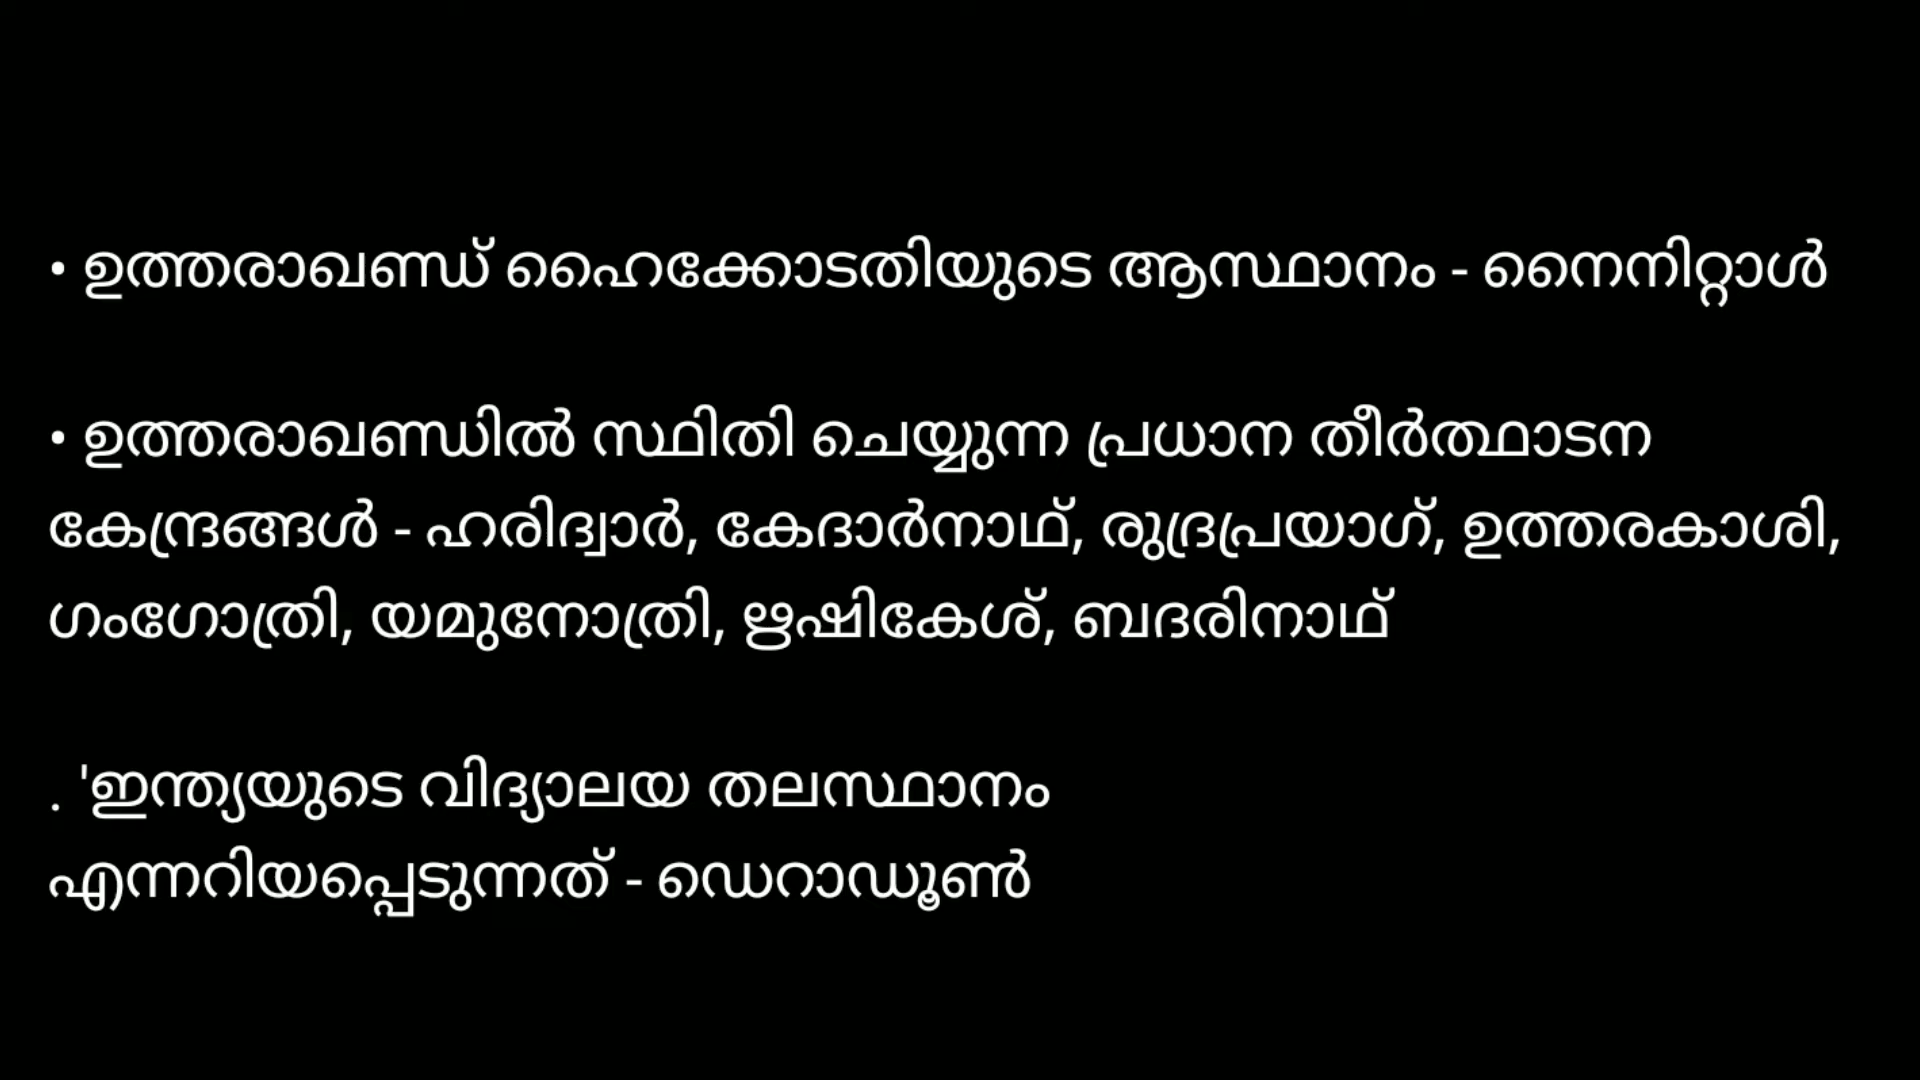 • ഉത്തരാഖണ്ഡ് ഹൈക്കോടതിയുടെ ആസ്ഥാനം - നൈനിറ്റാൾ
• ഉത്തരാഖണ്ഡിൽ സ്ഥിതി ചെയ്യുന്ന പ്രധാന തീർത്ഥാടന
കേന്ദ്രങ്ങൾ - ഹരിദ്വാർ, കേദാർനാഥ്, രുദ്രപ്രയാഗ്, ഉത്തരകാശി,
ഗംഗോത്രി, യമുനോത്രി, ഋഷികേശ്, ബദരിനാഥ്
. 'ഇന്ത്യയുടെ വിദ്യാലയ തലസ്ഥാനം
എന്നറിയപ്പെടുന്നത് - ഡെറാഡൂൺ